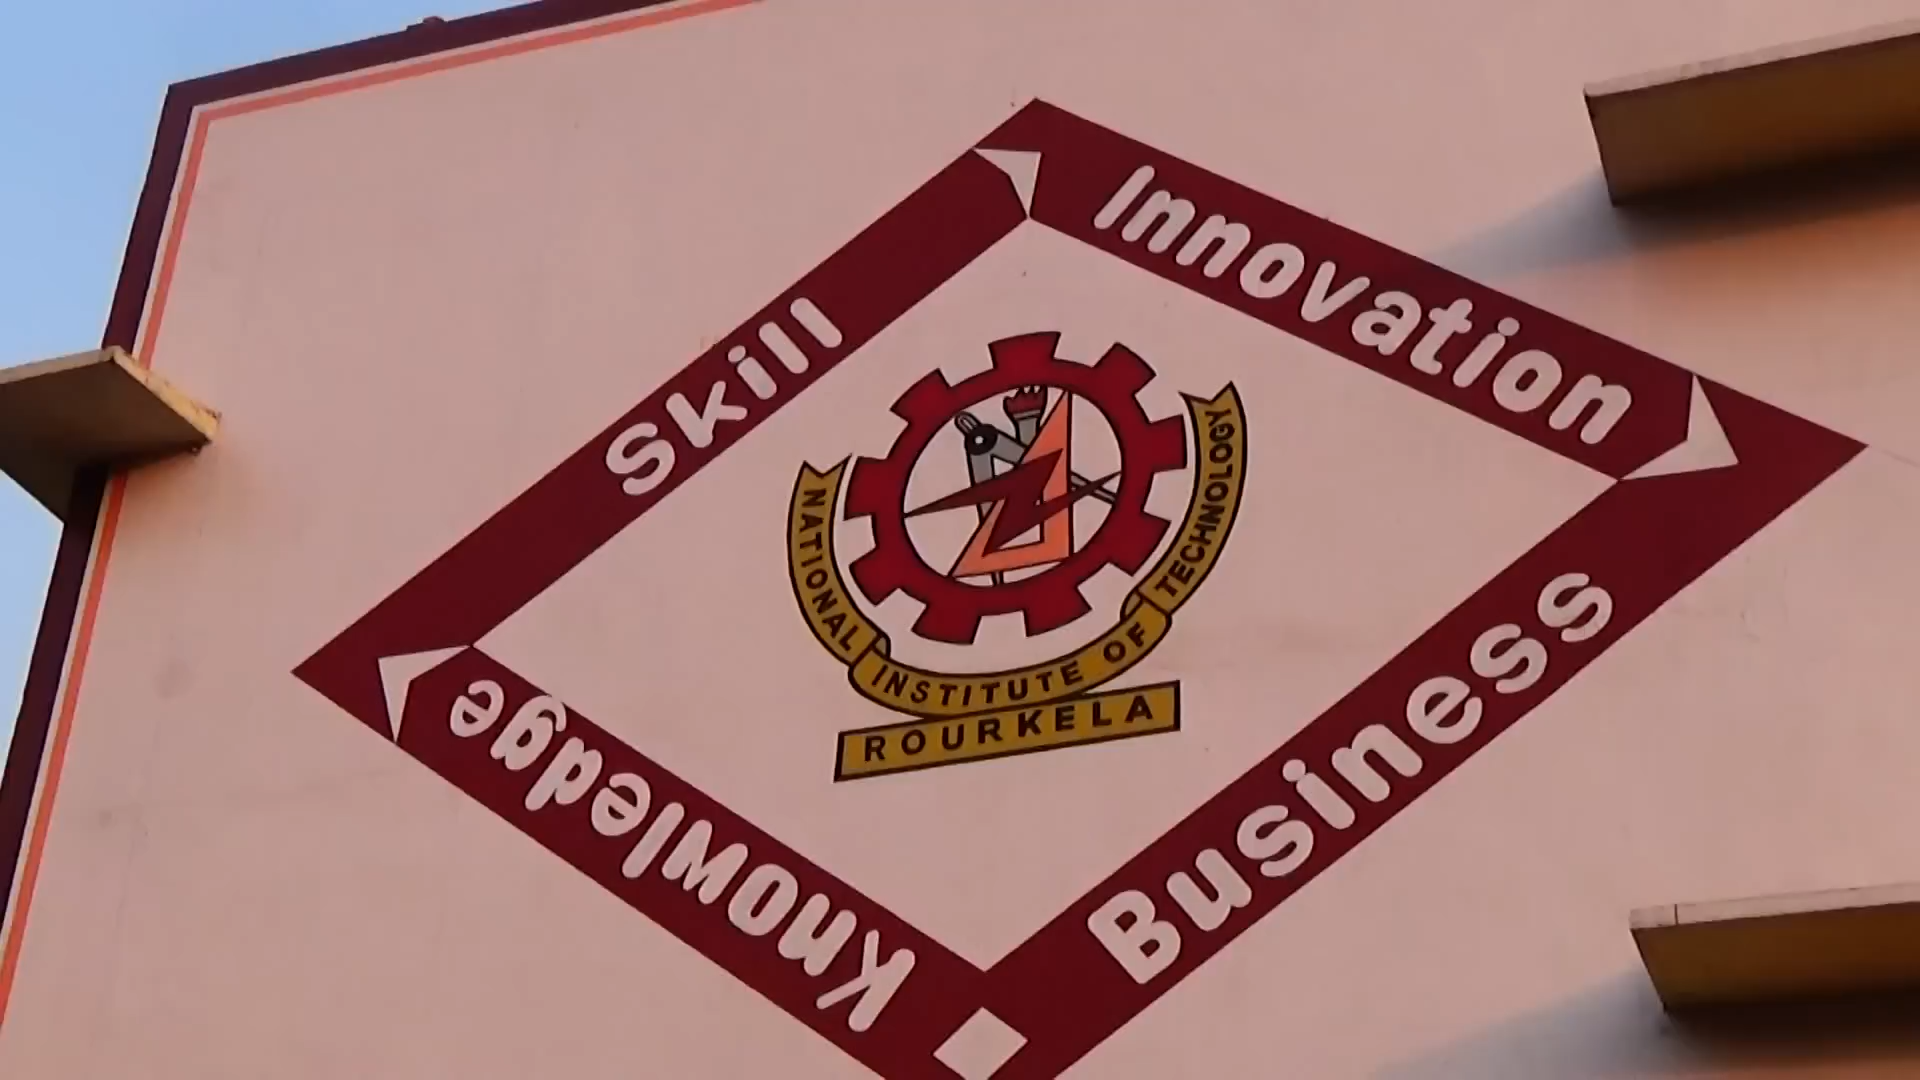 Innovation
Skill
NATIONAL INSTITUTE OF TECHNOLOGY
ROURKELA
Knowledge
Business